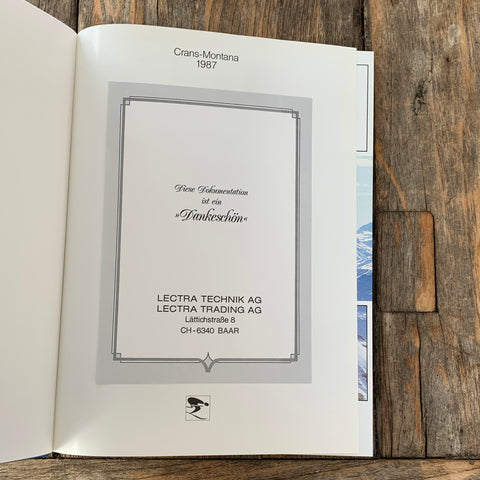 Crans-Montana
1987
Diese Dokumentation
ist ein
»Dankeschön«
LECTRA TECHNIK AG
LECTRA TRADING AG
Lättichstraße 8
CH-6340 BAAR